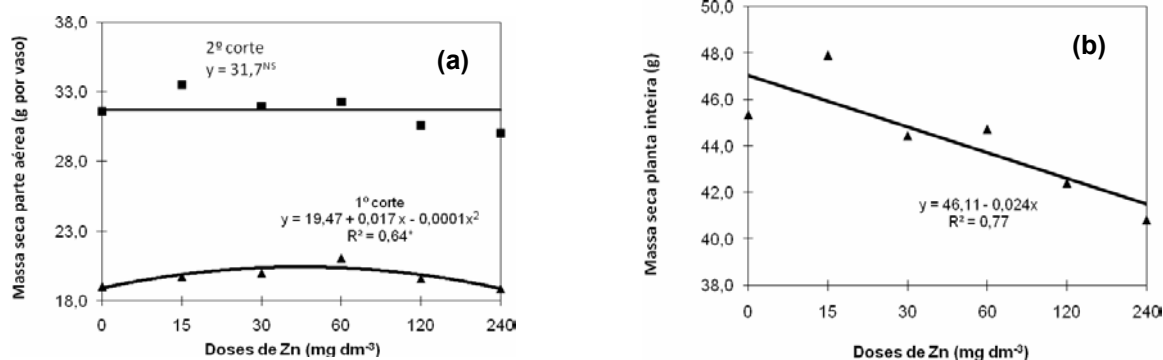 Massa seca parte aérea (g por vaso)
38,0
33,0
28,0
23,0
18,0
(a)
2º corte
y = 31,7NS
1º corte
y = 19,47 + 0,017 x - 0,0001x²
R² = 0,64*
0 15 30 60 120 240
Doses de Zn (mg dm-3)
Massa seca planta inteira (g)
50,0
48,0
46,0
44,0
42,0
40,0
38,0
(b)
y = 46,11 - 0,024x
R² = 0,77
0 15 30 60 120 240
Doses de Zn (mg dm-3)